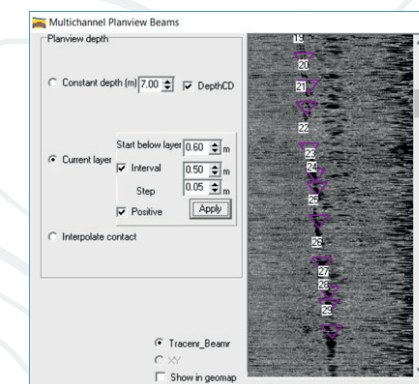 Multichannel Planview Beams
Planview depth
Constant depth (m) 7.00 DepthCD
Start below layer 0.60 m
Current layer
Interval 0.50 m
Step 0.05 m
Positive Apply
Interpolate contact
Tracenr_Beamr
XY
Show in geomap
19
20
21
22
23
24
25
26
27
28
29